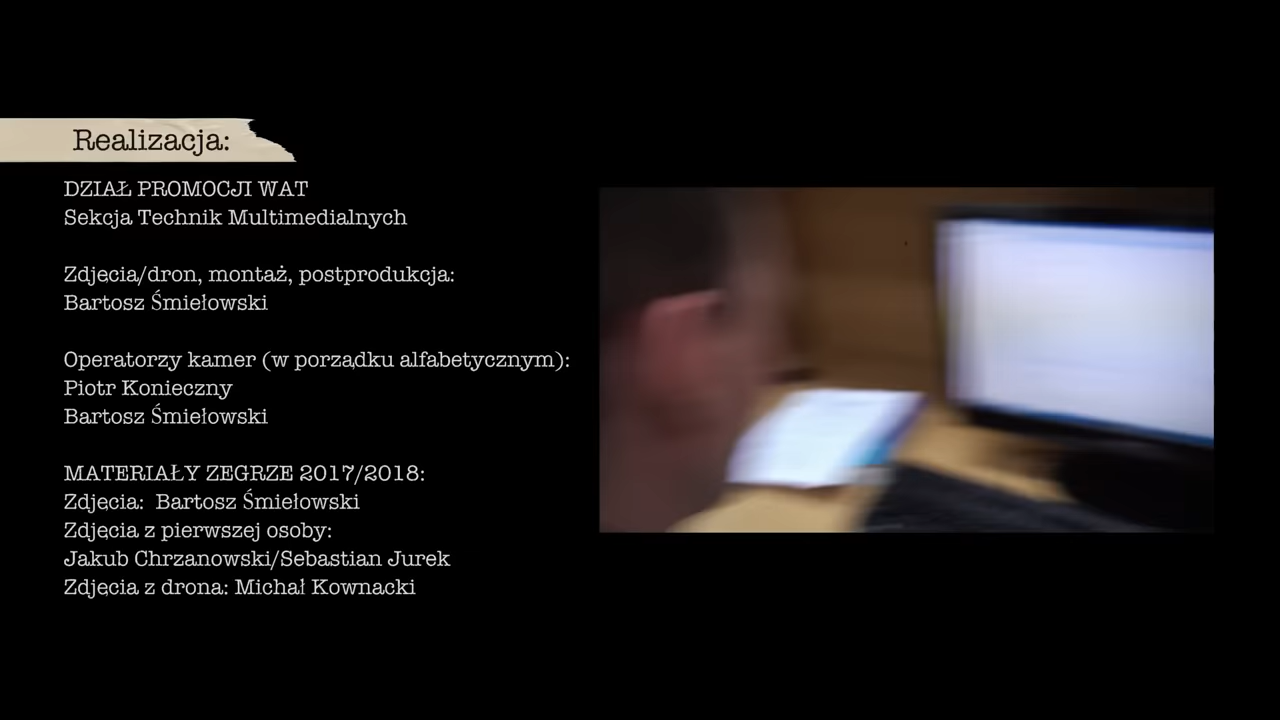 Realizacja:
DZIAŁ PROMOCJI WAT
Sekcja Technik Multimedialnych
Zdjęcia/dron, montaż, postprodukcja:
Bartosz Śmiełowski
Operatorzy kamer (w porządku alfabetycznym):
Piotr Konieczny
Bartosz Śmiełowski
MATERIAŁY ZEGRZE 2017/2018:
Zdjęcia: Bartosz Śmiełowski
Zdjęcia z pierwszej osoby:
Jakub Chrzanowski/Sebastian Jurek
Zdjęcia z drona: Michał Kownacki